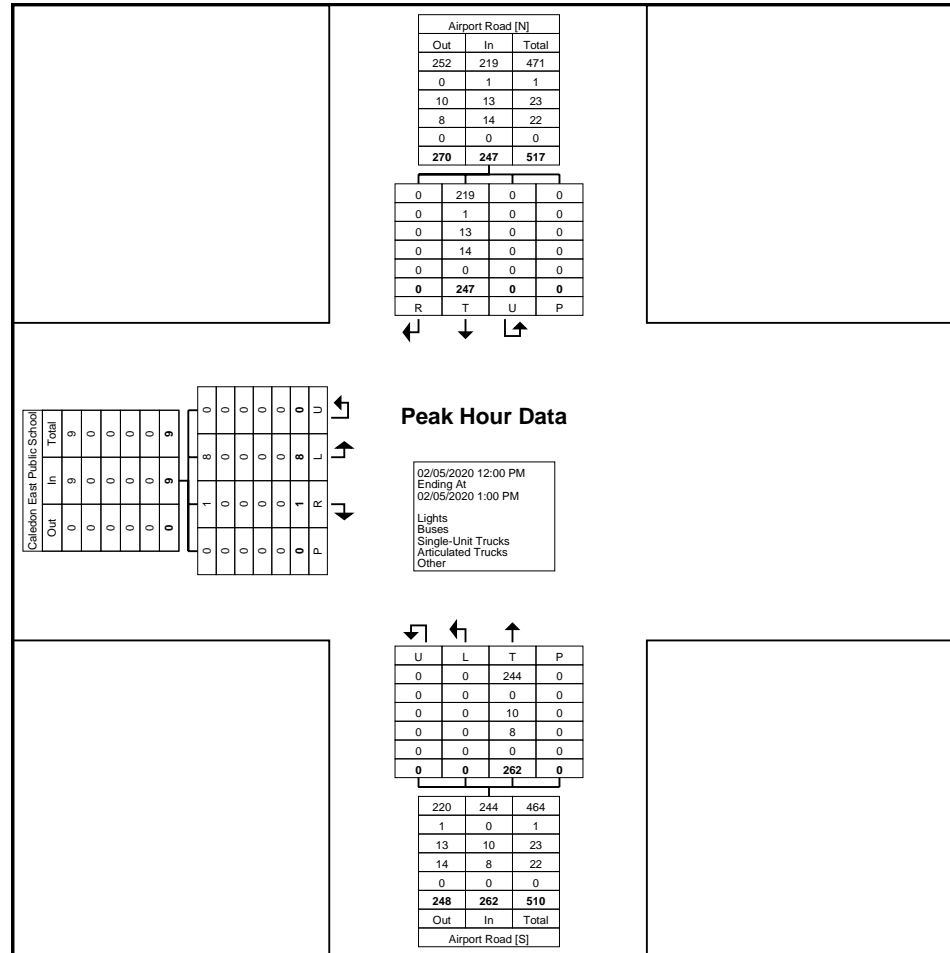 Airport Road [N]
Out In Total
252 219 471
0 1 1
10 13 23
8 14 22
0 0 0
270 247 517
0 219 0 0
0 1 0 0
0 13 0 0
0 14 0 0
0 0 0 0
0 247 0 0
R T U P
Caledon East Public School
Out In Total
0 9 9
0 0 0
0 0 0
0 0 0
0 0 0
0 9 9
0 1 8 0
0 0 0 0
0 0 0 0
0 0 0 0
0 0 0 0
0 1 8 0
P R L U
Peak Hour Data
02/05/2020 12:00 PM
Ending At
02/05/2020 1:00 PM
Lights
Buses
Single-Unit Trucks
Articulated Trucks
Other
U L T P
0 0 244 0
0 0 0 0
0 0 10 0
0 0 8 0
0 0 0 0
0 0 262 0
220 244 464
1 0 1
13 10 23
14 8 22
0 0 0
248 262 510
Out In Total
Airport Road [S]